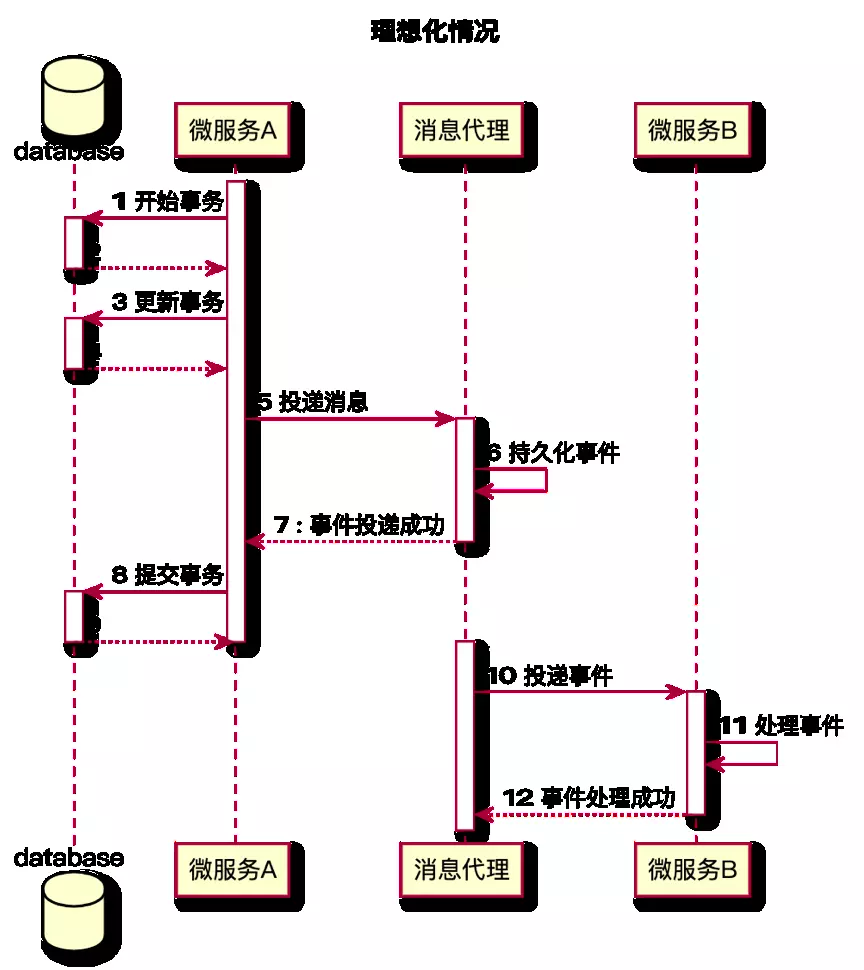 理想化情况
database
微服务A
消息代理
微服务B
1 开始事务
3 更新事务
5 投递消息
6 持久化事件
7 : 事件投递成功
8 提交事务
10 投递事件
11 处理事件
12 事件处理成功
database
微服务A
消息代理
微服务B